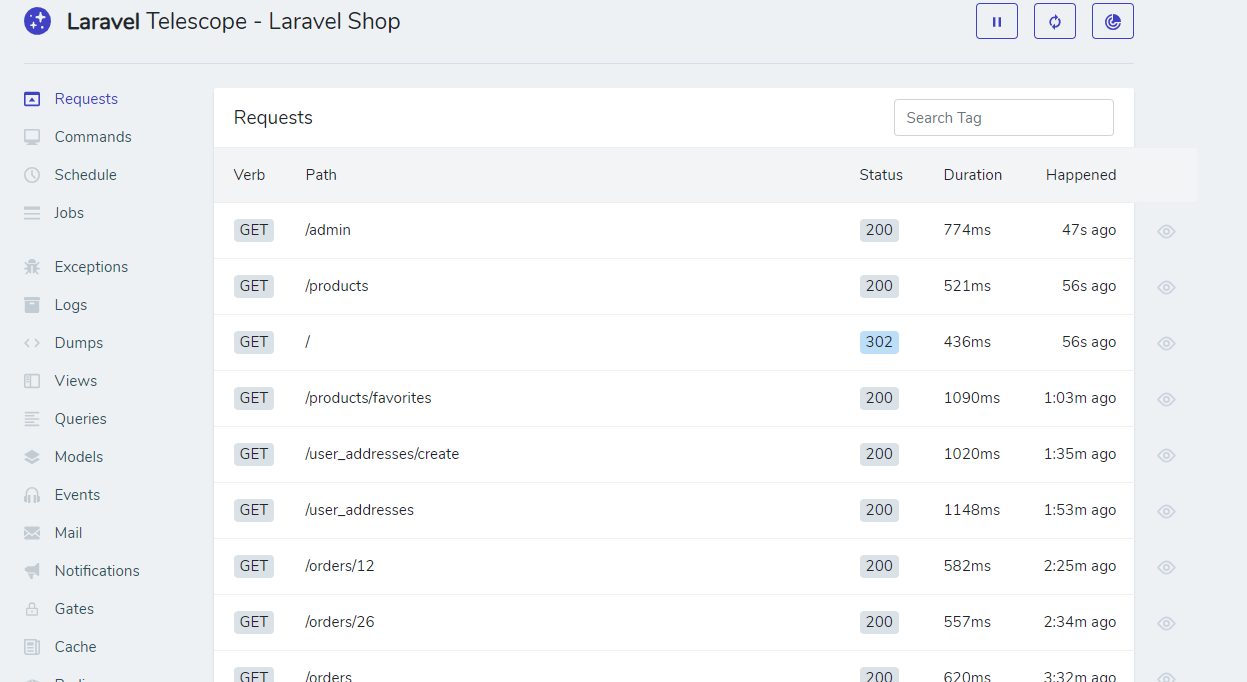 Laravel Telescope - Laravel Shop
Requests
Commands
Schedule
Jobs
Exceptions
Logs
Dumps
Views
Queries
Models
Events
Mail
Notifications
Gates
Cache
Requests
Search Tag
Verb Path Status Duration Happened
GET /admin 200 774ms 47s ago
GET /products 200 521ms 56s ago
GET / 302 436ms 56s ago
GET /products/favorites 200 1090ms 1:03m ago
GET /user_addresses/create 200 1020ms 1:35m ago
GET /user_addresses 200 1148ms 1:53m ago
GET /orders/12 200 582ms 2:25m ago
GET /orders/26 200 557ms 2:34m ago
GET /orders 200 620ms 3:32m ago